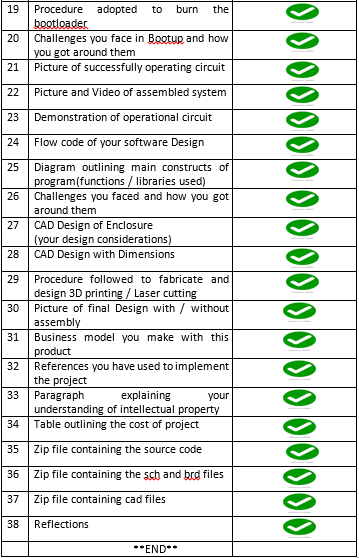 19 Procedure adopted to burn the
bootloader
20 Challenges you face in Bootup and how
you got around them
21 Picture of successfully operating circuit
22 Picture and Video of assembled system
23 Demonstration of operational circuit
24 Flow code of your software Design
25 Diagram outlining main constructs of
program(functions / libraries used)
26 Challenges you faced and how you got
around them
27 CAD Design of Enclosure
(your design considerations)
28 CAD Design with Dimensions
29 Procedure followed to fabricate and
design 3D printing / Laser cutting
30 Picture of final Design with / without
assembly
31 Business model you make with this
product
32 References you have used to implement
the project
33 Paragraph explaining your
understanding of intellectual property
34 Table outlining the cost of project
35 Zip file containing the source code
36 Zip file containing the sch and brd files
37 Zip file containing cad files
38 Reflections
**END**